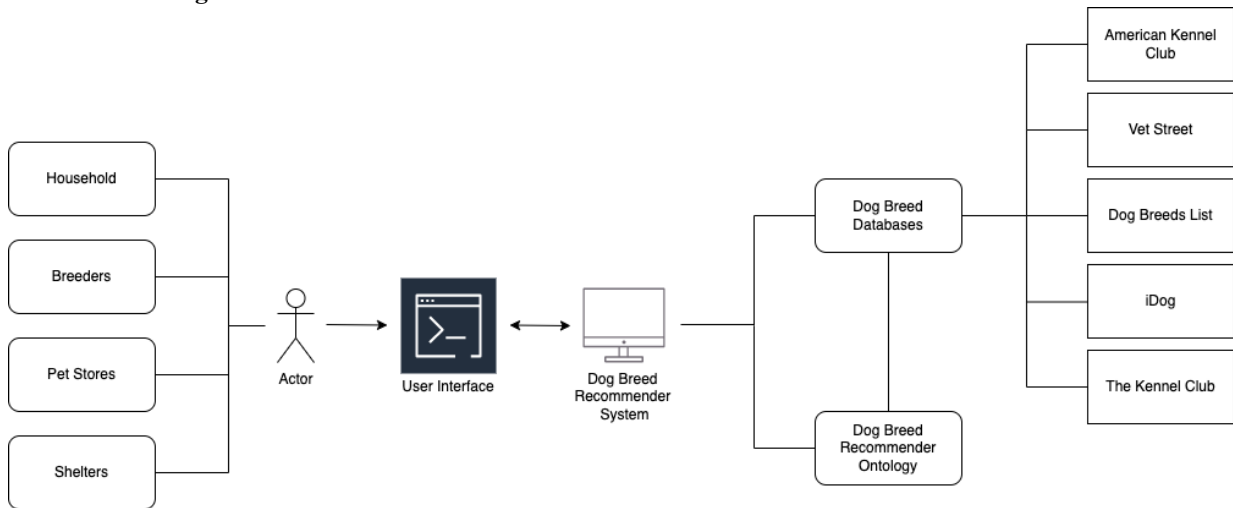 Household
Breeders
Pet Stores
Shelters
Actor
User Interface
Dog Breed
Recommender
System
Dog Breed
Databases
Dog Breed
Recommender
Ontology
American Kennel
Club
Vet Street
Dog Breeds List
iDog
The Kennel Club